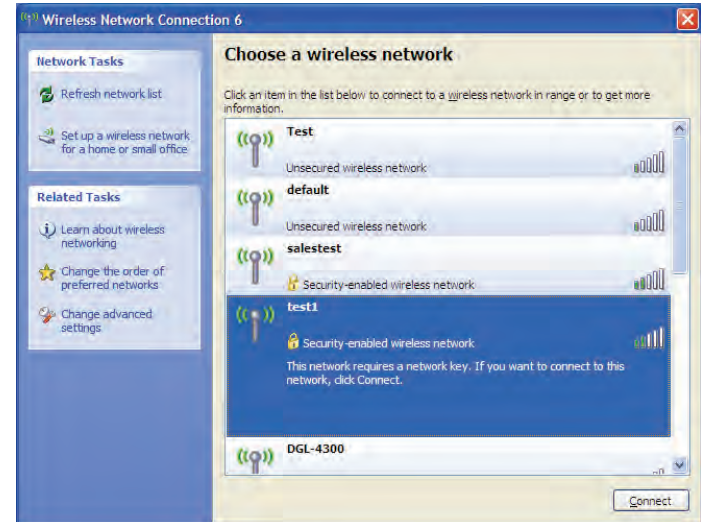 Wireless Network Connection 6
Network Tasks
Refresh network list
Set up a wireless network
for a home or small office
Related Tasks
Learn about wireless
networking
Change the order of
preferred networks
Change advanced
settings
Choose a wireless network
Click an item in the list below to connect to a wireless network in range or to get more
information.
Test
Unsecured wireless network
default
Unsecured wireless network
salestest
Security-enabled wireless network
test1
Security-enabled wireless network
This network requires a network key. If you want to connect to this
network, click Connect.
DGL-4300
Connect